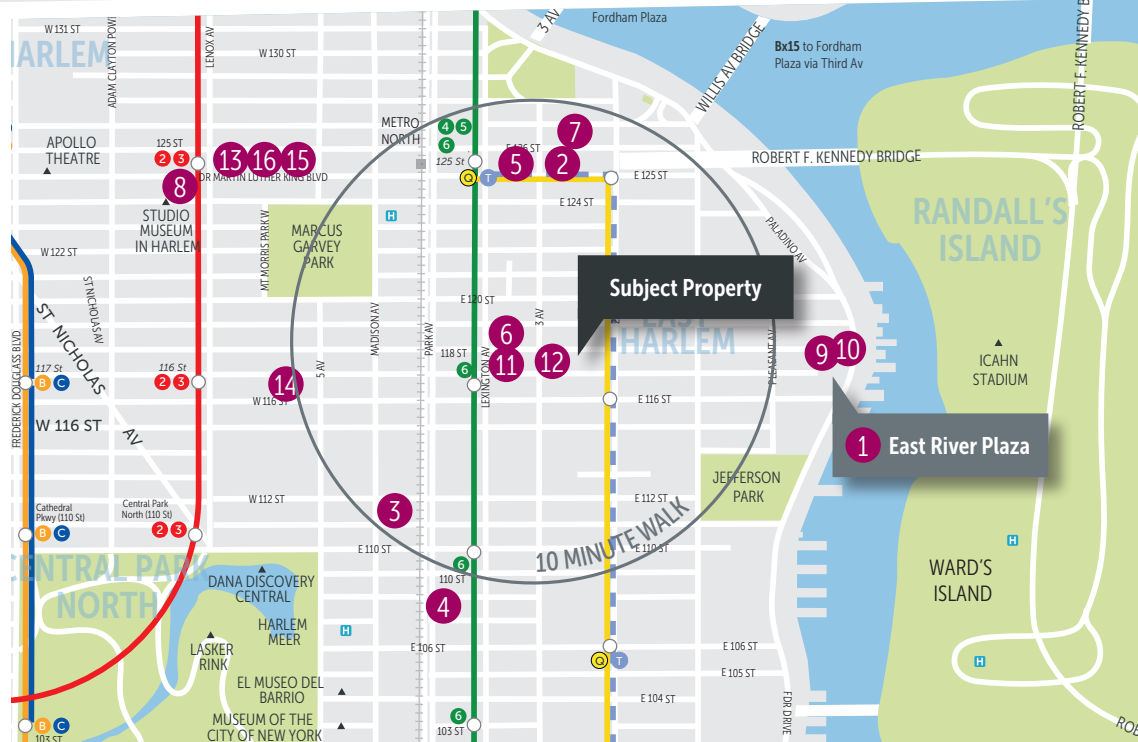 W 131 ST
HARLEM
ADAM CLAYTON POW
LENOX AV
W 130 ST
3 AV
Fordham Plaza
Bx15 to Fordham
Plaza via Third Av
WILLIS AV BRIDGE
ROBERT F. KENNEDY B
APOLLO
THEATRE
125 ST
2 3
13
16
15
DR MARTIN LUTHER KING BLVD
8
STUDIO
MUSEUM
IN HARLEM
METRO
NORTH
4 5
6
125 St
Q T
7
5
2
E 125 ST
ROBERT F. KENNEDY BRIDGE
E 124 ST
H
MARCUS
GARVEY
PARK
MT MORRIS PARK W
W 122 ST
ST NICHOLAS AV
ST NICHOLAS
AV
FREDERICK DOUGLASS BLVD
PALADINO AV
RANDALL'S
ISLAND
Subject Property
E 120 ST
3 AV
6
11
12
EAST
HARLEM
PLEASANT AV
9
10
ICAHN
STADIUM
MADISON AV
PARK AV
5 AV
LEXINGTON AV
118 ST
6
117 St
B C
116 St
2 3
14
W 116 ST
W 116 ST
E 116 ST
1 East River Plaza
JEFFERSON
PARK
W 112 ST
E 112 ST
3
Cathedral
Pkwy (110 St)
B C
Central Park
North (110 St)
2 3
E 110 ST
E 110 ST
10 MINUTE WALK
6
110 ST
H
WARD'S
ISLAND
CENTRAL PARK
NORTH
DANA DISCOVERY
CENTRAL
HARLEM
MEER
LASKER
RINK
4
H
E 106 ST
E 106 ST
Q T
E 105 ST
H
EL MUSEO DEL
BARRIO
E 104 ST
FDR DRIVE
MUSEUM OF THE
CITY OF NEW YORK
6
103 ST
B C
103 ST
ROB